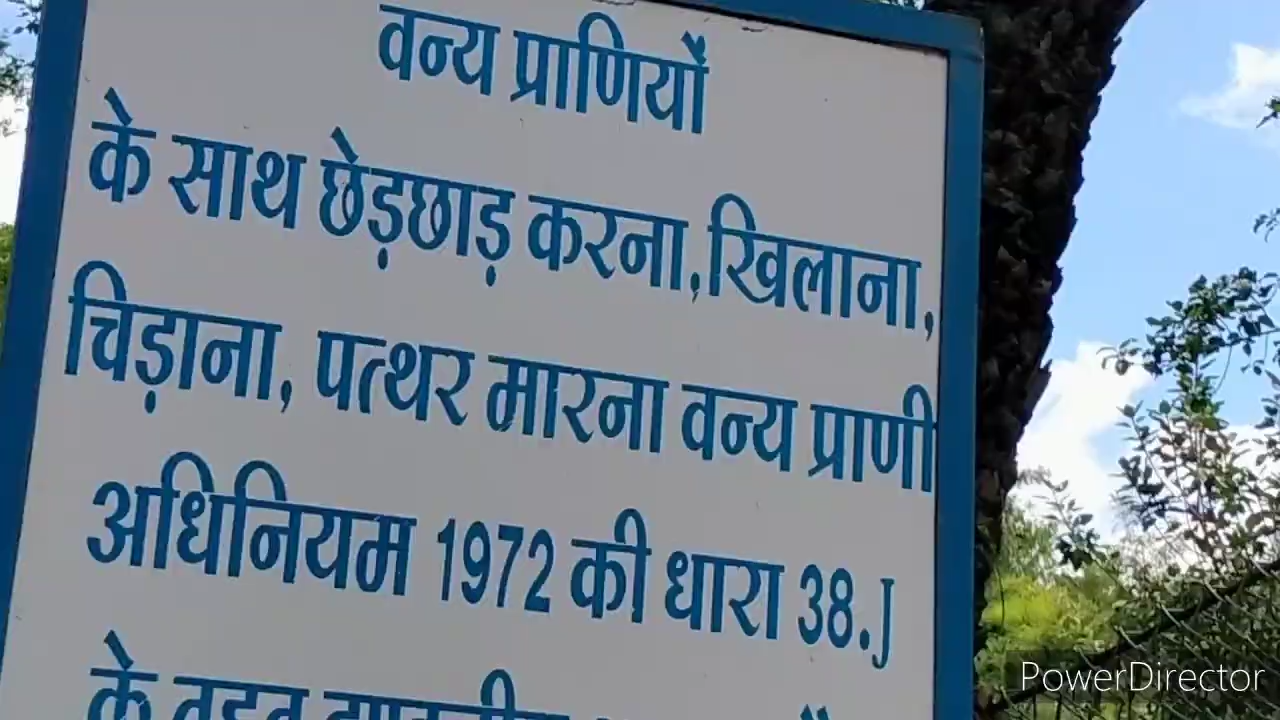 वन्य प्राणियों
के साथ छेड़छाड़ करना,खिलाना,
चिड़ाना, पत्थर मारना वन्य प्राणी
अधिनियम 1972 की धारा 38.J
के तहत
PowerDirector